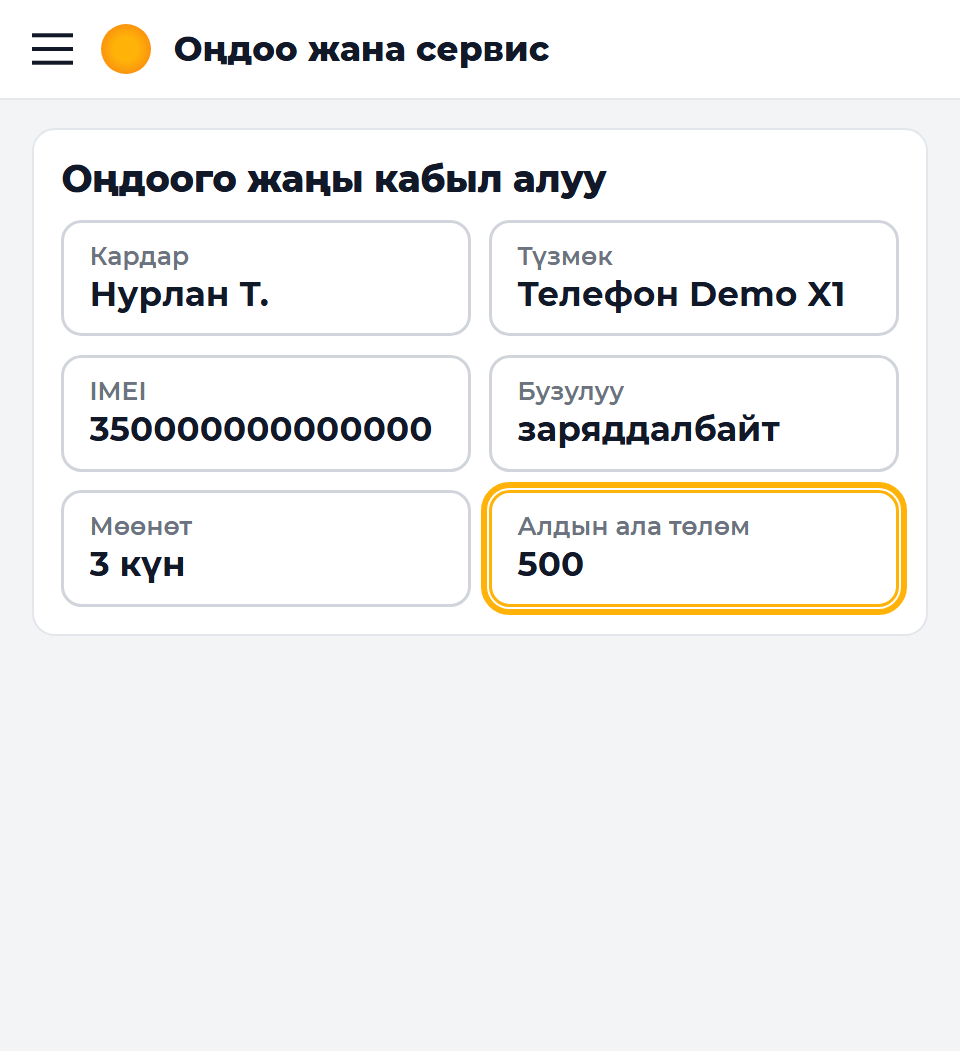 Оңдоо жана сервис
Оңдоого жаңы кабыл алуу
Кардар
Нурлан Т.
Түзмөк
Телефон Demo X1
IMEI
350000000000000
Бузулуу
заряддалбайт
Мөөнөт
3 күн
Алдын ала төлөм
500